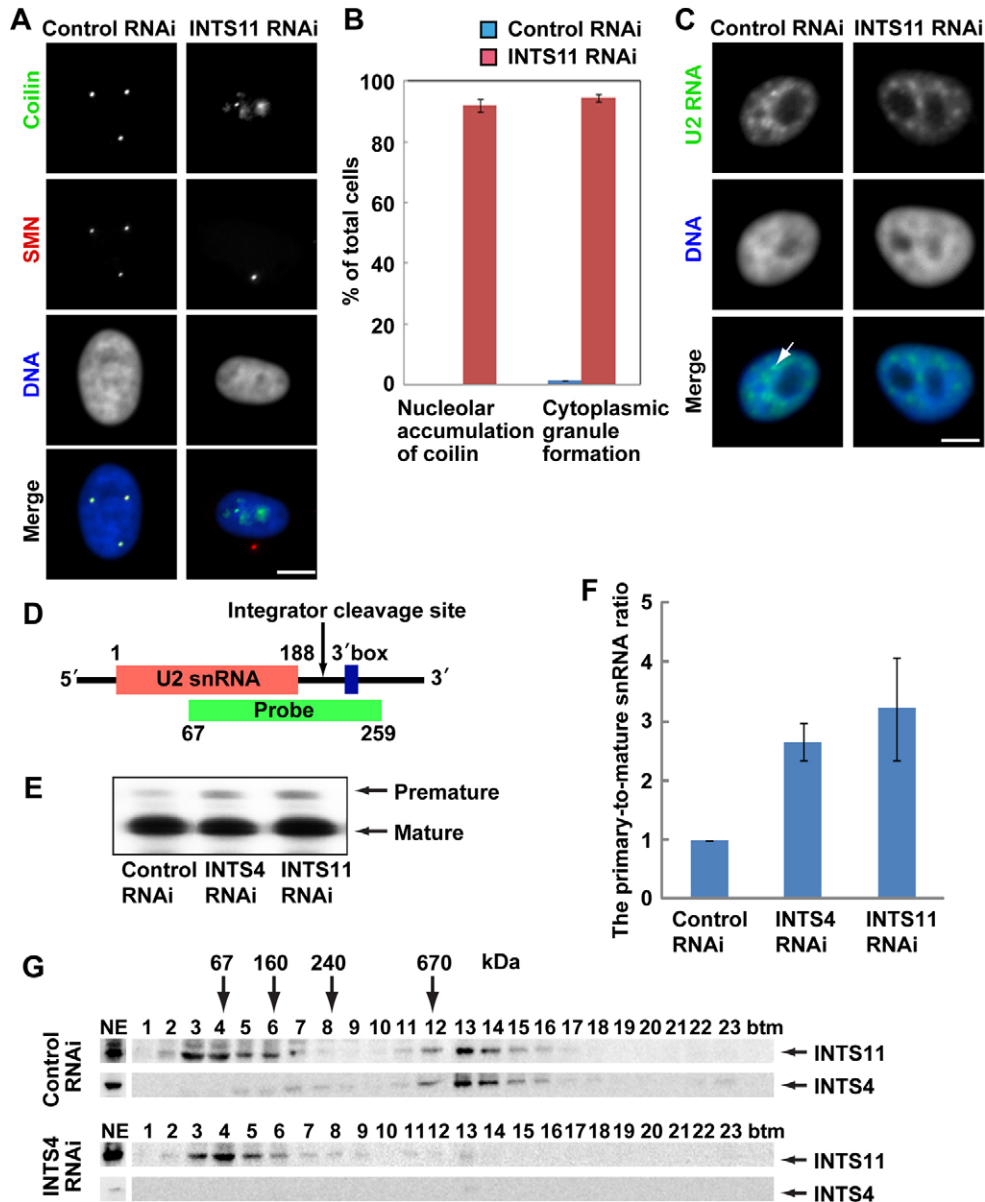 A
Control RNAi INTS11 RNAi
Coilin
SMN
DNA
Merge
B
Control RNAi
INTS11 RNAi
% of total cells
100
80
60
40
20
0
Nucleolar accumulation of coilin
Cytoplasmic granule formation
C
Control RNAi INTS11 RNAi
U2 RNA
DNA
Merge
D
Integrator cleavage site
1 188 3′box
5′ U2 snRNA 3′
Probe
67 259
E
Premature
Mature
Control RNAi
INTS4 RNAi
INTS11 RNAi
F
The primary-to-mature snRNA ratio
5
4
3
2
1
0
Control RNAi
INTS4 RNAi
INTS11 RNAi
G
67 160 240 670 kDa
NE 1 2 3 4 5 6 7 8 9 10 11 12 13 14 15 16 17 18 19 20 21 22 23 btm
Control RNAi
INTS11
INTS4
NE 1 2 3 4 5 6 7 8 9 10 11 12 13 14 15 16 17 18 19 20 21 22 23 btm
INTS4 RNAi
INTS11
INTS4